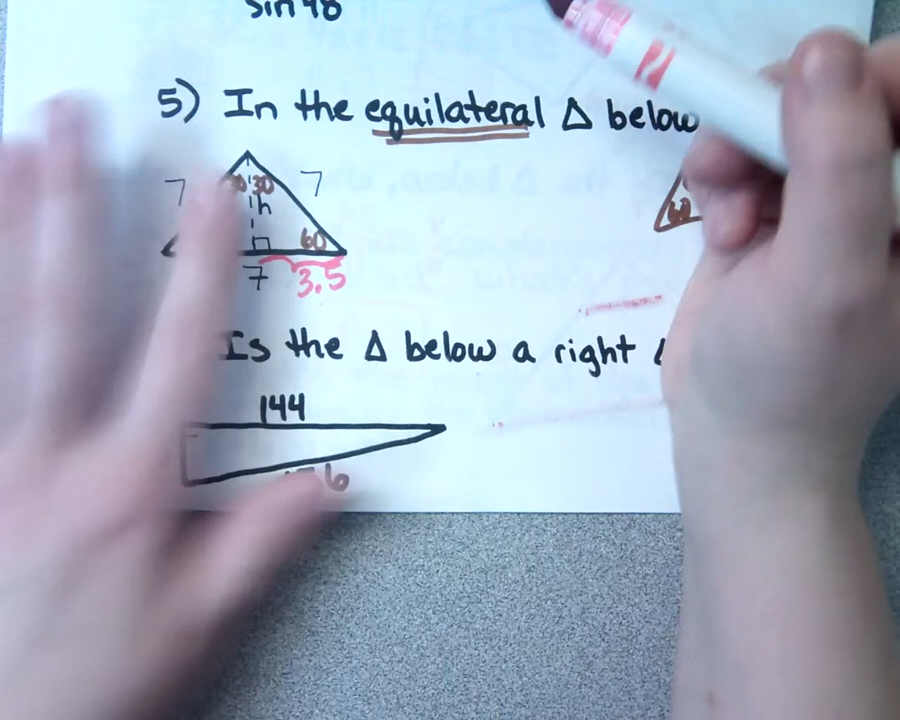 sin 48
5) In the equilateral Δ below
7 30 30 7
h
60 60
7 3.5
Is the Δ below a right
144
6